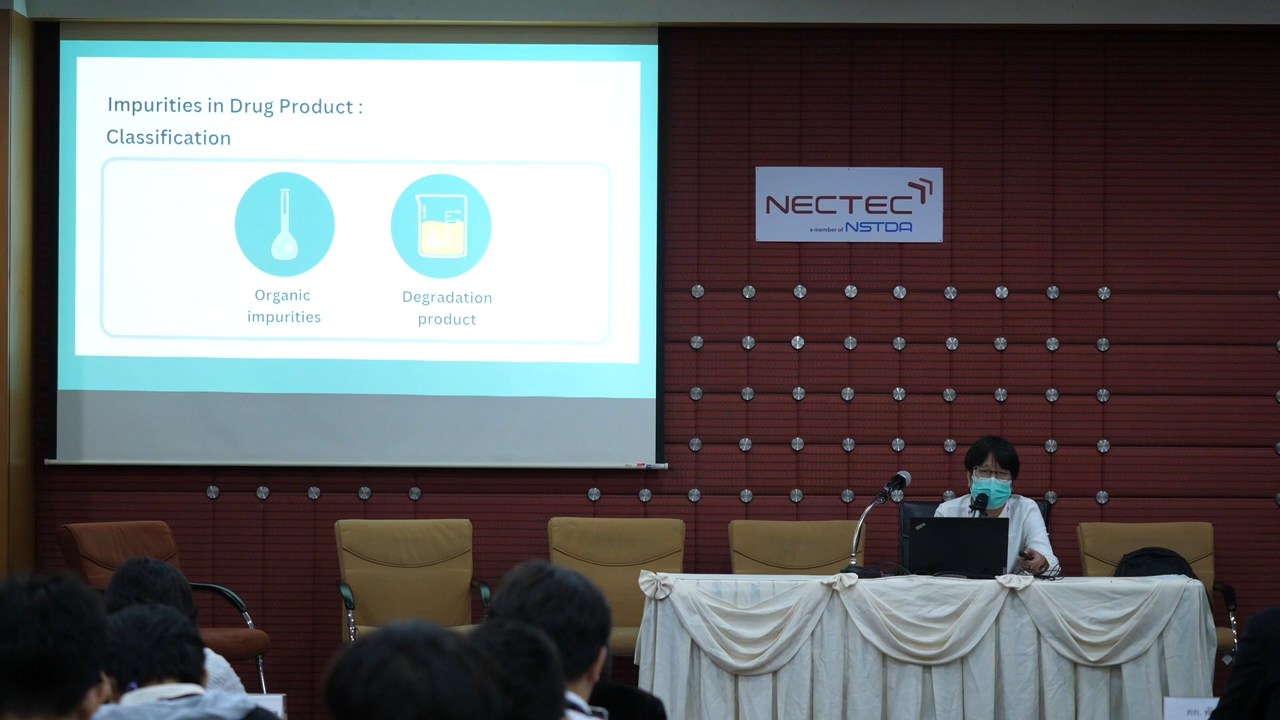 Impurities in Drug Product :
Classification
Organic
impurities
Degradation
product
NECTEC
a member of NSTDA